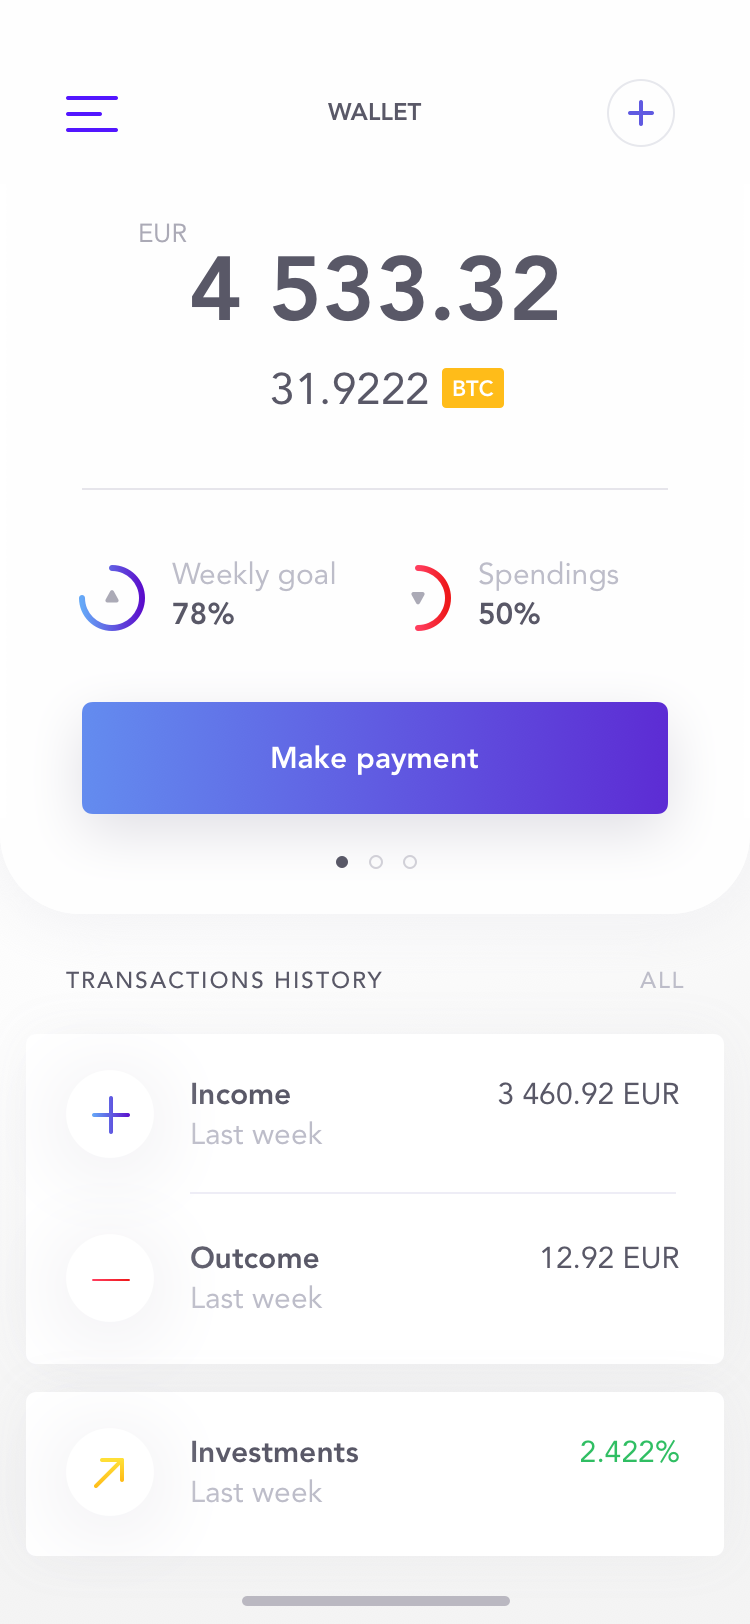 WALLET
EUR
4 533.32
31.9222 BTC
Weekly goal
78%
Spendings
50%
Make payment
TRANSACTIONS HISTORY ALL
Income 3 460.92 EUR
Last week
Outcome 12.92 EUR
Last week
Investments 2.422%
Last week